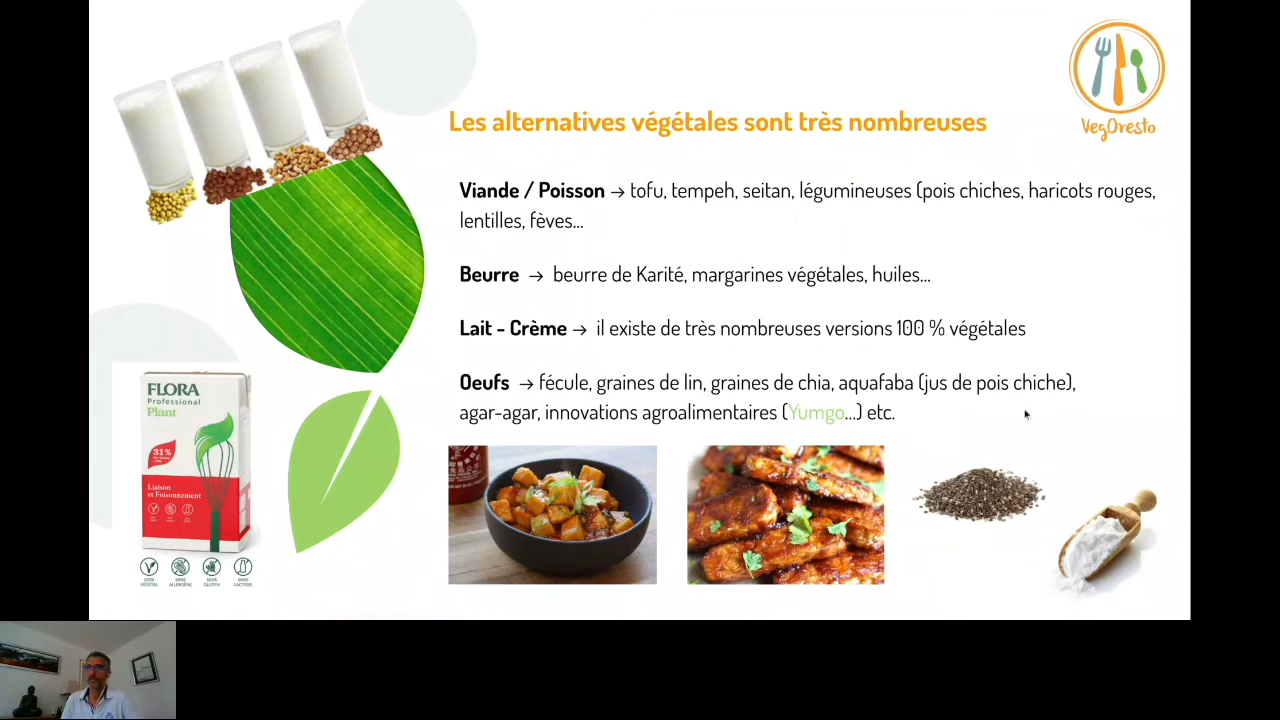 VegOresto
Les alternatives végétales sont très nombreuses
Viande / Poisson → tofu, tempeh, seitan, légumineuses (pois chiches, haricots rouges,
lentilles, fèves...
Beurre → beurre de Karité, margarines végétales, huiles...
Lait - Crème → il existe de très nombreuses versions 100 % végétales
Oeufs → fécule, graines de lin, graines de chia, aquafaba (jus de pois chiche),
agar-agar, innovations agroalimentaires (Yumgo...) etc.
FLORA
Professional
Plant
31%
Liaison
et Foisonnement
100% VÉGÉTAL
SANS ALLERGÈNE
SANS GLUTEN
SANS LACTOSE